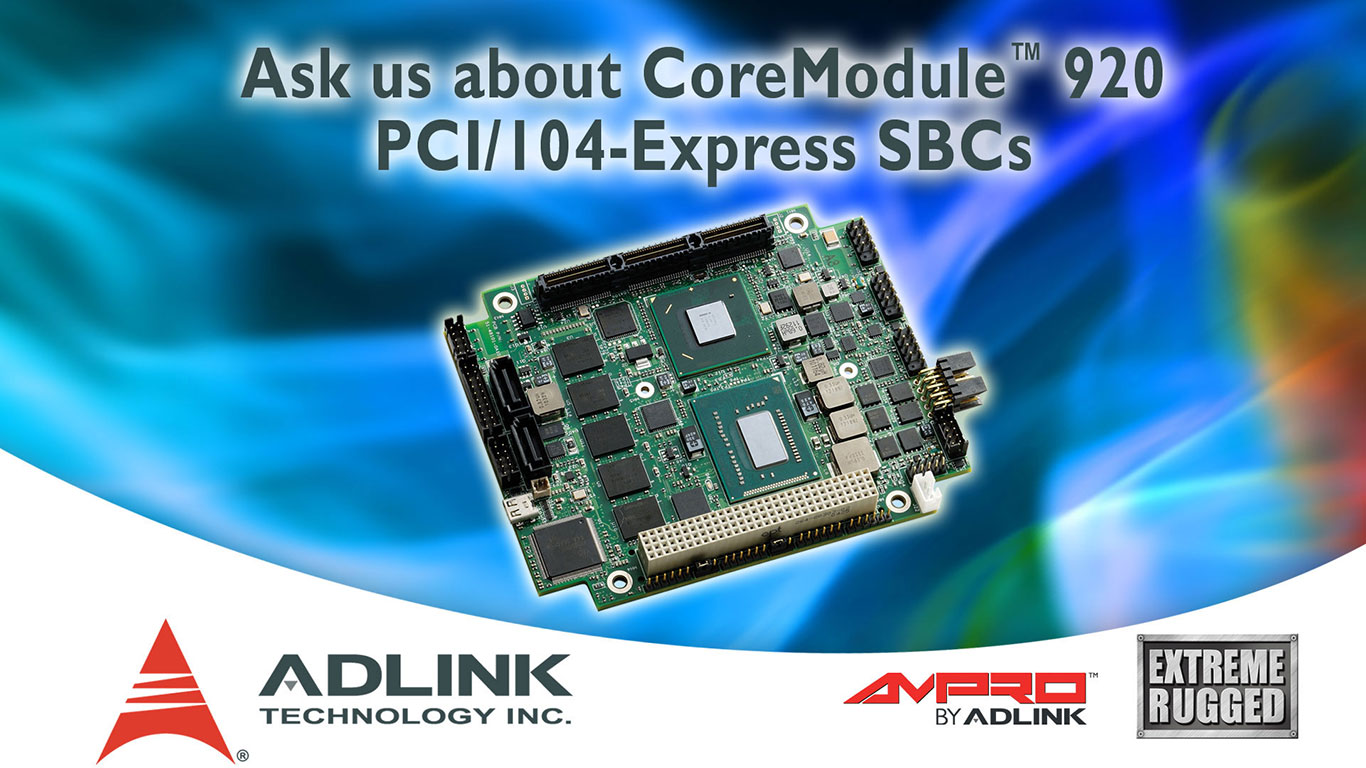 Ask us about CoreModule™ 920
PCI/104-Express SBCs
ADLINK
TECHNOLOGY INC.
®
AMPRO™
BY ADLINK
EXTREME
RUGGED